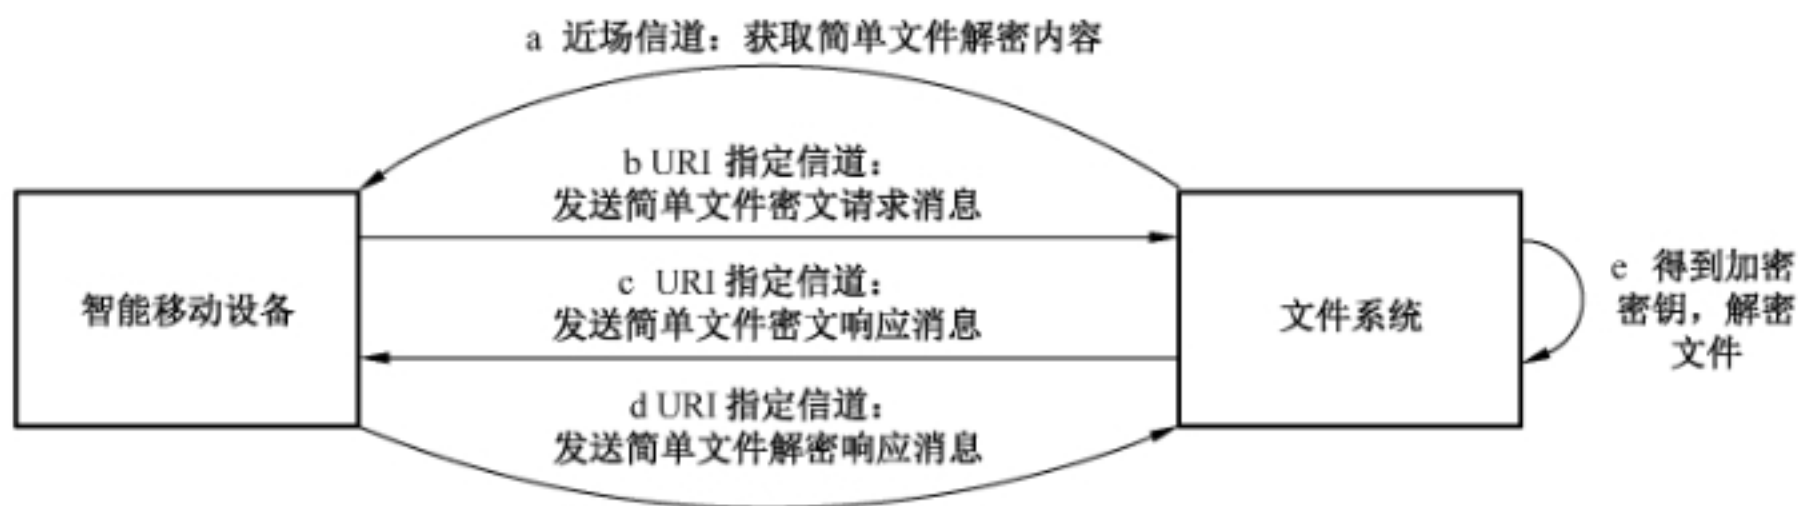 a 近场信道：获取简单文件解密内容
b URI 指定信道：
发送简单文件密文请求消息
c URI 指定信道：
发送简单文件密文响应消息
d URI 指定信道：
发送简单文件解密响应消息
智能移动设备
文件系统
e 得到加密
密钥，解密
文件